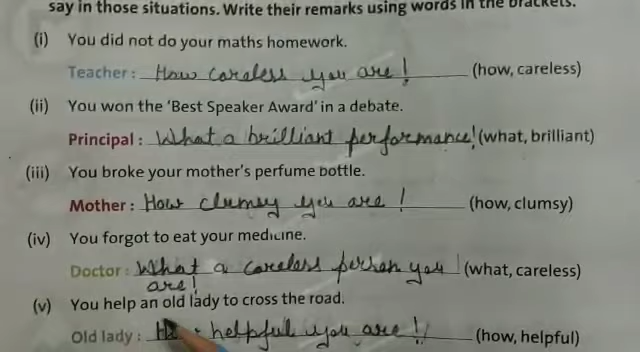 say in those situations. Write their remarks using words in the brackets.
(i) You did not do your maths homework.
Teacher : How careless you are ! (how, careless)
(ii) You won the 'Best Speaker Award' in a debate.
Principal : What a brilliant performance! (what, brilliant)
(iii) You broke your mother's perfume bottle.
Mother : How clumsy you are ! (how, clumsy)
(iv) You forgot to eat your medicine.
Doctor : What a careless person you (what, careless)
are!
(v) You help an old lady to cross the road.
Old lady : helpful you are ! (how, helpful)